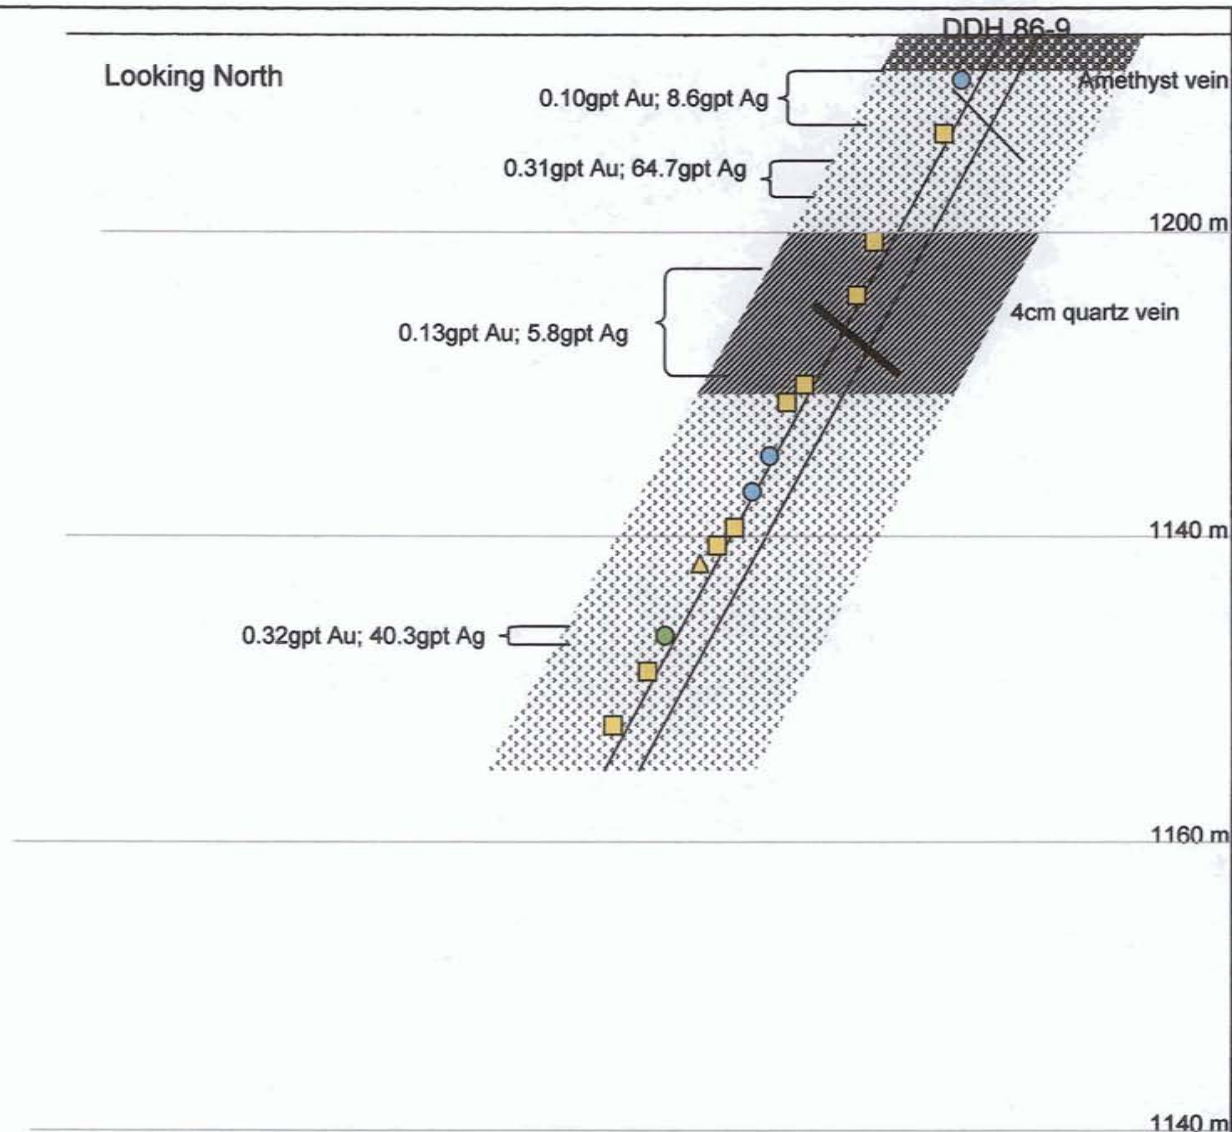 DDH 86-9
Looking North
Amethyst vein
0.10gpt Au; 8.6gpt Ag
0.31gpt Au; 64.7gpt Ag
1200 m
4cm quartz vein
0.13gpt Au; 5.8gpt Ag
1140 m
0.32gpt Au; 40.3gpt Ag
1160 m
1140 m